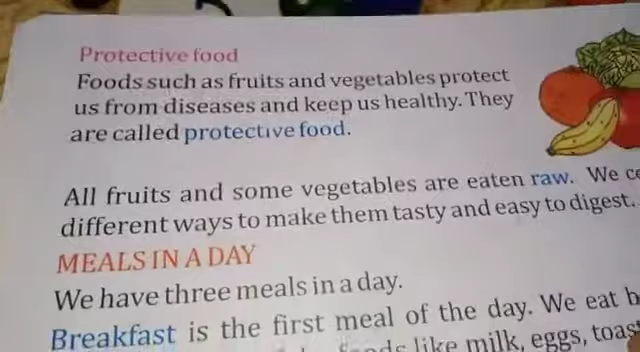 Protective food
Foods such as fruits and vegetables protect
us from diseases and keep us healthy. They
are called protective food.
All fruits and some vegetables are eaten raw. We
different ways to make them tasty and easy to digest.
MEALS IN A DAY
We have three meals in a day.
Breakfast is the first meal of the day. We eat
like milk, eggs,